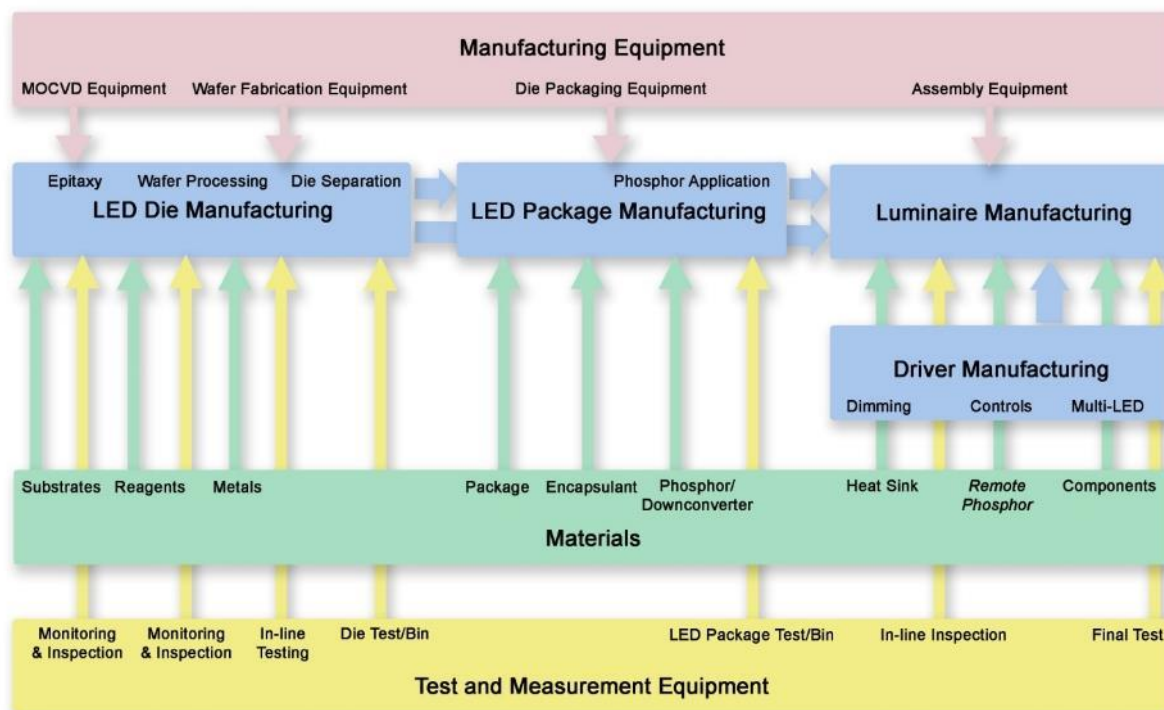 Manufacturing Equipment
MOCVD Equipment Wafer Fabrication Equipment Die Packaging Equipment Assembly Equipment
Epitaxy Wafer Processing Die Separation
LED Die Manufacturing
Phosphor Application
LED Package Manufacturing
Luminaire Manufacturing
Driver Manufacturing
Dimming Controls Multi-LED
Substrates Reagents Metals
Package Encapsulant Phosphor/
Downconverter
Heat Sink Remote
Phosphor
Components
Materials
Monitoring
& Inspection
Monitoring
& Inspection
In-line
Testing
Die Test/Bin
LED Package Test/Bin
In-line Inspection
Final Test
Test and Measurement Equipment